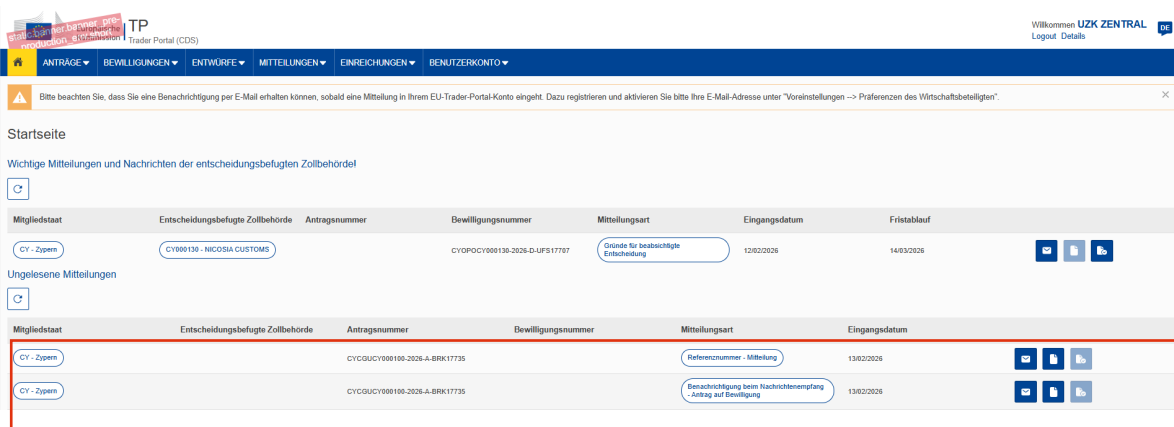 static.banner.banner_pre-
production_
Europäische
Kommission
TP
Trader Portal (CDS)
Willkommen UZK ZENTRAL
Logout Details
DE
ANTRÄGE BEWILLIGUNGEN ENTWÜRFE MITTEILUNGEN EINREICHUNGEN BENUTZERKONTO
Bitte beachten Sie, dass Sie eine Benachrichtigung per E-Mail erhalten können, sobald eine Mitteilung in Ihrem EU-Trader-Portal-Konto eingeht. Dazu registrieren und aktivieren Sie bitte Ihre E-Mail-Adresse unter "Voreinstellungen --> Präferenzen des Wirtschaftsbeteiligten".
Startseite
Wichtige Mitteilungen und Nachrichten der entscheidungsbefugten Zollbehörde!
Mitgliedstaat Entscheidungsbefugte Zollbehörde Antragsnummer Bewilligungsnummer Mitteilungsart Eingangsdatum Fristablauf
CY - Zypern CY000130 - NICOSIA CUSTOMS CYOPOCY000130-2026-D-UFS17707 Gründe für beabsichtigte
Entscheidung 12/02/2026 14/03/2026
Ungelesene Mitteilungen
Mitgliedstaat Entscheidungsbefugte Zollbehörde Antragsnummer Bewilligungsnummer Mitteilungsart Eingangsdatum
CY - Zypern CYCGUCY000100-2026-A-BRK17735 Referenznummer - Mitteilung 13/02/2026
CY - Zypern CYCGUCY000100-2026-A-BRK17735 Benachrichtigung beim Nachrichtenempfang
- Antrag auf Bewilligung 13/02/2026